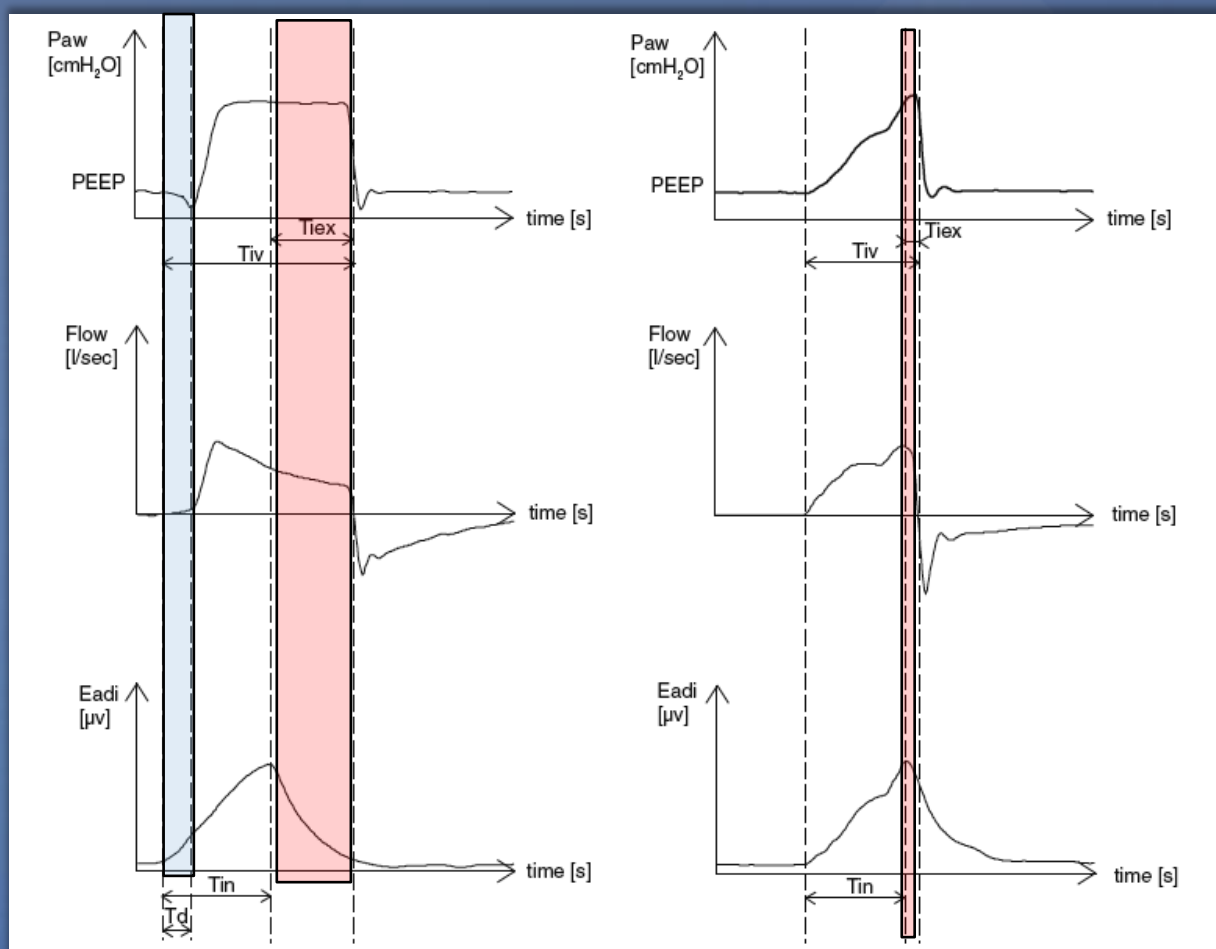 Paw
[cmH₂O]
PEEP
time [s]
Tiex
Tiv
Flow
[l/sec]
time [s]
Eadi
[µv]
time [s]
Tin
Td
Paw
[cmH₂O]
PEEP
time [s]
Tiex
Tiv
Flow
[l/sec]
time [s]
Eadi
[µv]
time [s]
Tin